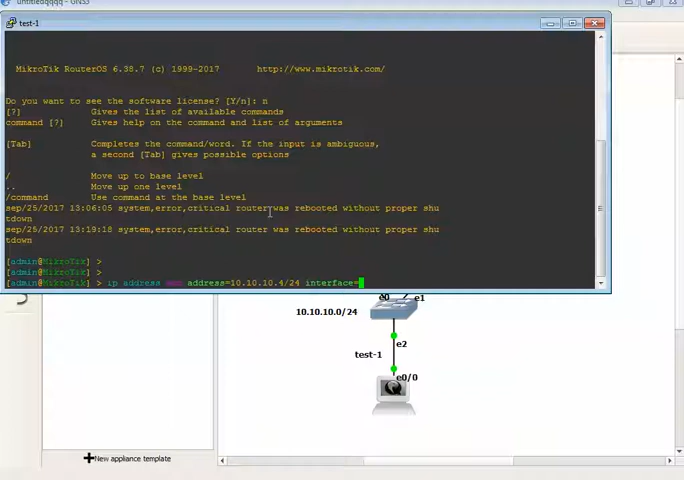 untitledqqqq - GNS3
test-1
MikroTik RouterOS 6.38.7 (c) 1999-2017 http://www.mikrotik.com/
Do you want to see the software license? [Y/n]: n
[?] Gives the list of available commands
command [?] Gives help on the command and list of arguments
[Tab] Completes the command/word. If the input is ambiguous,
a second [Tab] gives possible options
/ Move up to base level
.. Move up one level
/command Use command at the base level
sep/25/2017 13:06:05 system,error,critical router was rebooted without proper shu
tdown
sep/25/2017 13:19:18 system,error,critical router was rebooted without proper shu
tdown
[admin@MikroTik] >
[admin@MikroTik] >
[admin@MikroTik] > ip address add address=10.10.10.4/24 interface=
e0 e1
10.10.10.0/24
e2
test-1
e0/0
New appliance template